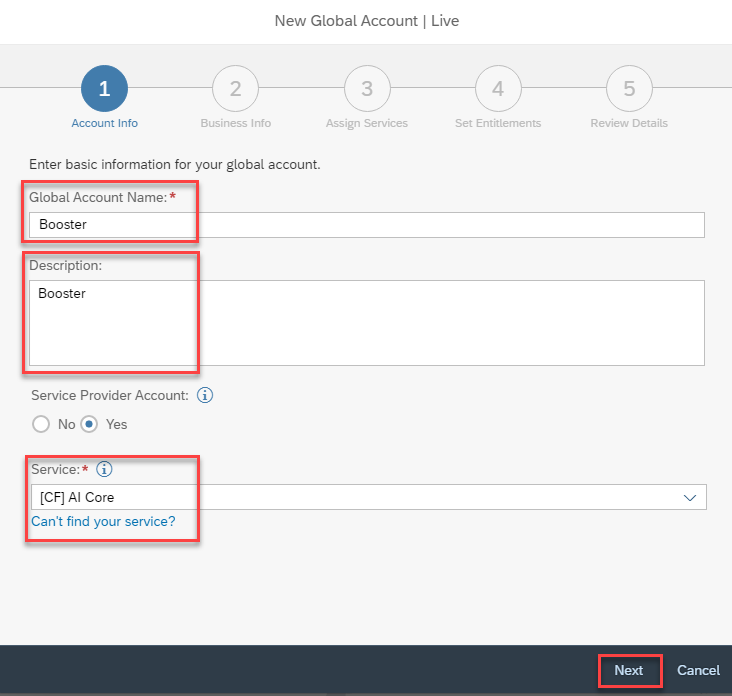 New Global Account | Live
1 2 3 4 5
Account Info Business Info Assign Services Set Entitlements Review Details
Enter basic information for your global account.
Global Account Name:*
Booster
Description:
Booster
Service Provider Account: i
No Yes
Service:* i
[CF] AI Core
Can't find your service?
Next Cancel